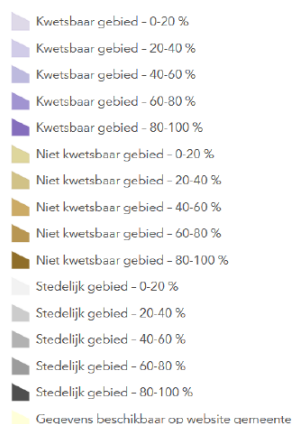 Kwetsbaar gebied - 0-20 %
Kwetsbaar gebied - 20-40 %
Kwetsbaar gebied - 40-60 %
Kwetsbaar gebied - 60-80 %
Kwetsbaar gebied - 80-100 %
Niet kwetsbaar gebied - 0-20 %
Niet kwetsbaar gebied - 20-40 %
Niet kwetsbaar gebied - 40-60 %
Niet kwetsbaar gebied - 60-80 %
Niet kwetsbaar gebied - 80-100 %
Stedelijk gebied - 0-20 %
Stedelijk gebied - 20-40 %
Stedelijk gebied - 40-60 %
Stedelijk gebied - 60-80 %
Stedelijk gebied - 80-100 %
Gegevens beschikbaar op website gemeente